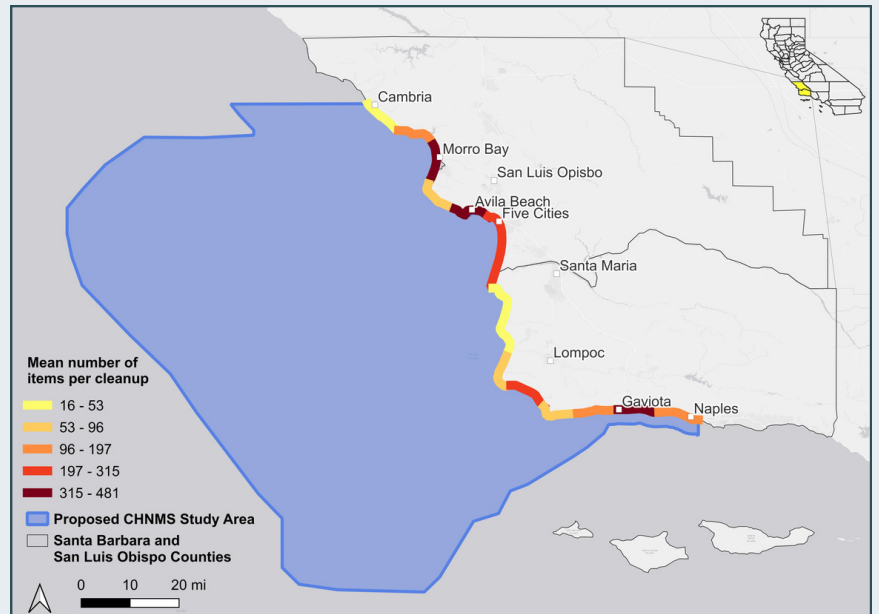 Cambria
Morro Bay
San Luis Opisbo
Avila Beach
Five Cities
Santa Maria
Lompoc
Gaviota
Naples
Mean number of
items per cleanup
16 - 53
53 - 96
96 - 197
197 - 315
315 - 481
Proposed CHNMS Study Area
Santa Barbara and
San Luis Obispo Counties
0 10 20 mi